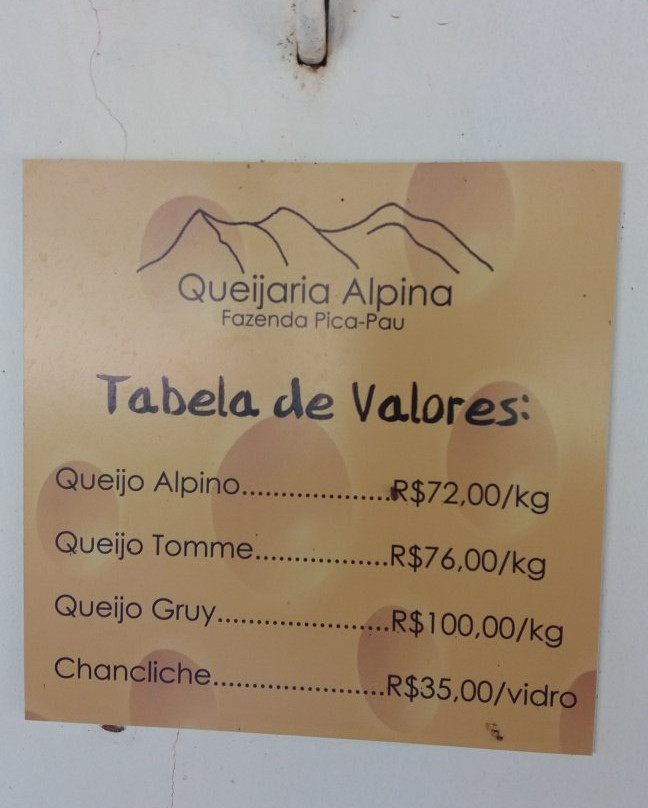 Queijaria Alpina
Fazenda Pica-Pau
Tabela de Valores:
Queijo Alpino....................R$72,00/kg
Queijo Tomme..................R$76,00/kg
Queijo Gruy.......................R$100,00/kg
Chancliche.......................R$35,00/vidro